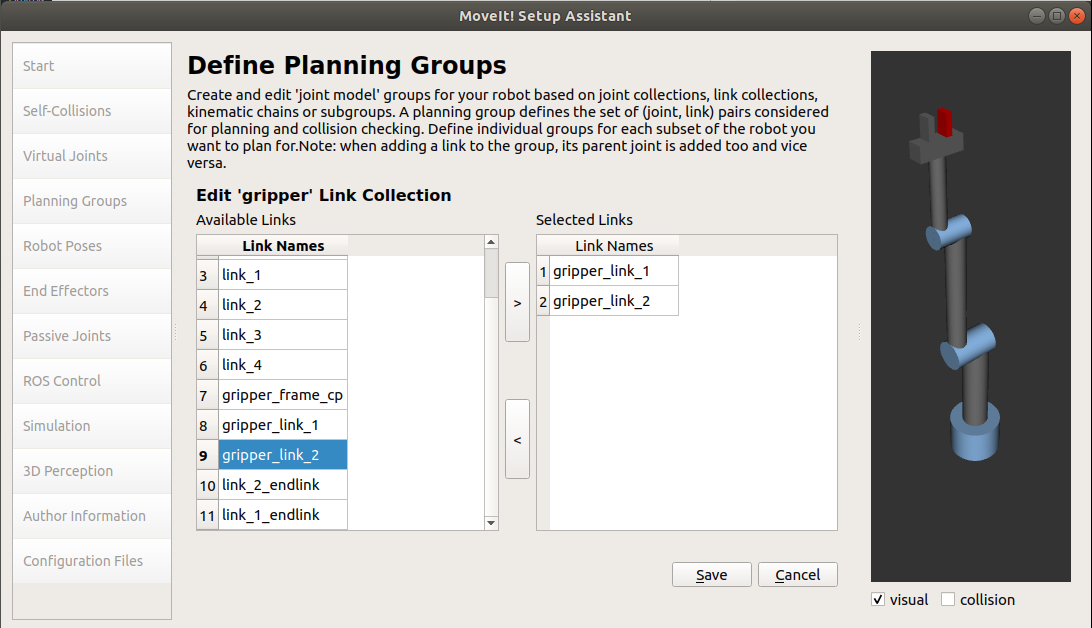 MoveIt! Setup Assistant
Start
Self-Collisions
Virtual Joints
Planning Groups
Robot Poses
End Effectors
Passive Joints
ROS Control
Simulation
3D Perception
Author Information
Configuration Files
Define Planning Groups
Create and edit 'joint model' groups for your robot based on joint collections, link collections,
kinematic chains or subgroups. A planning group defines the set of (joint, link) pairs considered
for planning and collision checking. Define individual groups for each subset of the robot you
want to plan for.Note: when adding a link to the group, its parent joint is added too and vice
versa.
Edit 'gripper' Link Collection
Available Links
Link Names
3 link_1
4 link_2
5 link_3
6 link_4
7 gripper_frame_cp
8 gripper_link_1
9 gripper_link_2
10 link_2_endlink
11 link_1_endlink
>
<
Selected Links
Link Names
1 gripper_link_1
2 gripper_link_2
Save Cancel
visual collision